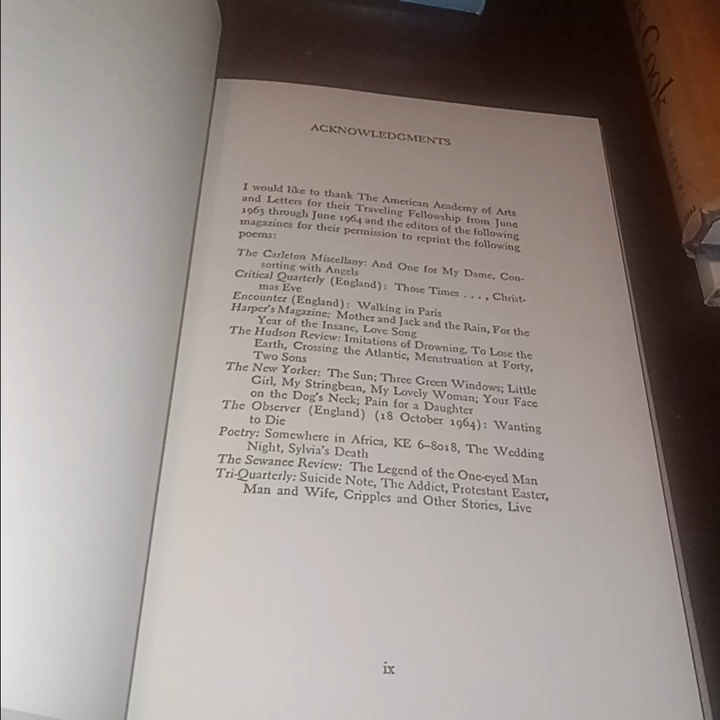 ACKNOWLEDGMENTS
I would like to thank The American Academy of Arts
and Letters for their Traveling Fellowship from June
1963 through June 1964 and the editors of the following
magazines for their permission to reprint the following
poems:
The Carleton Miscellany: And One for My Dame, Con-
sorting with Angels
Critical Quarterly (England): Those Times . . . , Christ-
mas Eve
Encounter (England): Walking in Paris
Harper's Magazine: Mother and Jack and the Rain, For the
Year of the Insane, Love Song
The Hudson Review: Imitations of Drowning, To Lose the
Earth, Crossing the Atlantic, Menstruation at Forty,
Two Sons
The New Yorker: The Sun; Three Green Windows; Little
Girl, My Stringbean, My Lovely Woman; Your Face
on the Dog's Neck; Pain for a Daughter
The Observer (England) (18 October 1964): Wanting
to Die
Poetry: Somewhere in Africa, KE 6-8018, The Wedding
Night, Sylvia's Death
The Sewanee Review: The Legend of the One-eyed Man
Tri-Quarterly: Suicide Note, The Addict, Protestant Easter,
Man and Wife, Cripples and Other Stories, Live
ix
Cook